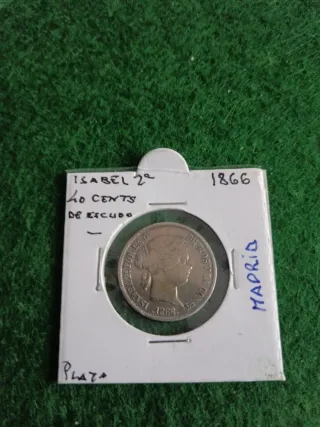 ISABEL 2ª 1866
40 CENTS
DE ESCUDO
MADRID
PLATA